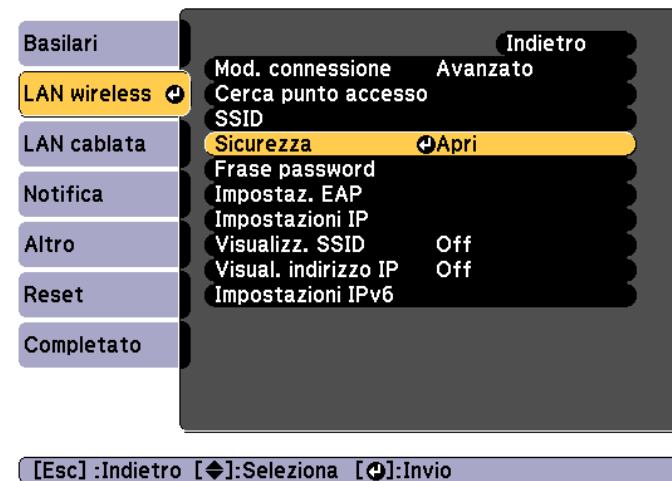 Basilari
LAN wireless
LAN cablata
Notifica
Altro
Reset
Completato
Indietro
Mod. connessione Avanzato
Cerca punto accesso
SSID
Sicurezza Apri
Frase password
Impostaz. EAP
Impostazioni IP
Visualizz. SSID Off
Visual. indirizzo IP Off
Impostazioni IPv6
[Esc] :Indietro [◆]:Seleziona [↵]:Invio